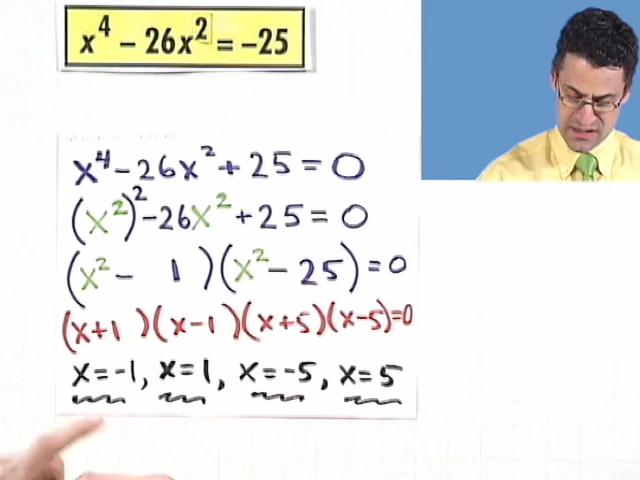 x⁴ − 26x² = −25
x⁴ − 26x² + 25 = 0
(x²)² − 26x² + 25 = 0
(x² − 1)(x² − 25) = 0
(x+1)(x−1)(x+5)(x−5)=0
x=−1, x=1, x=−5, x=5